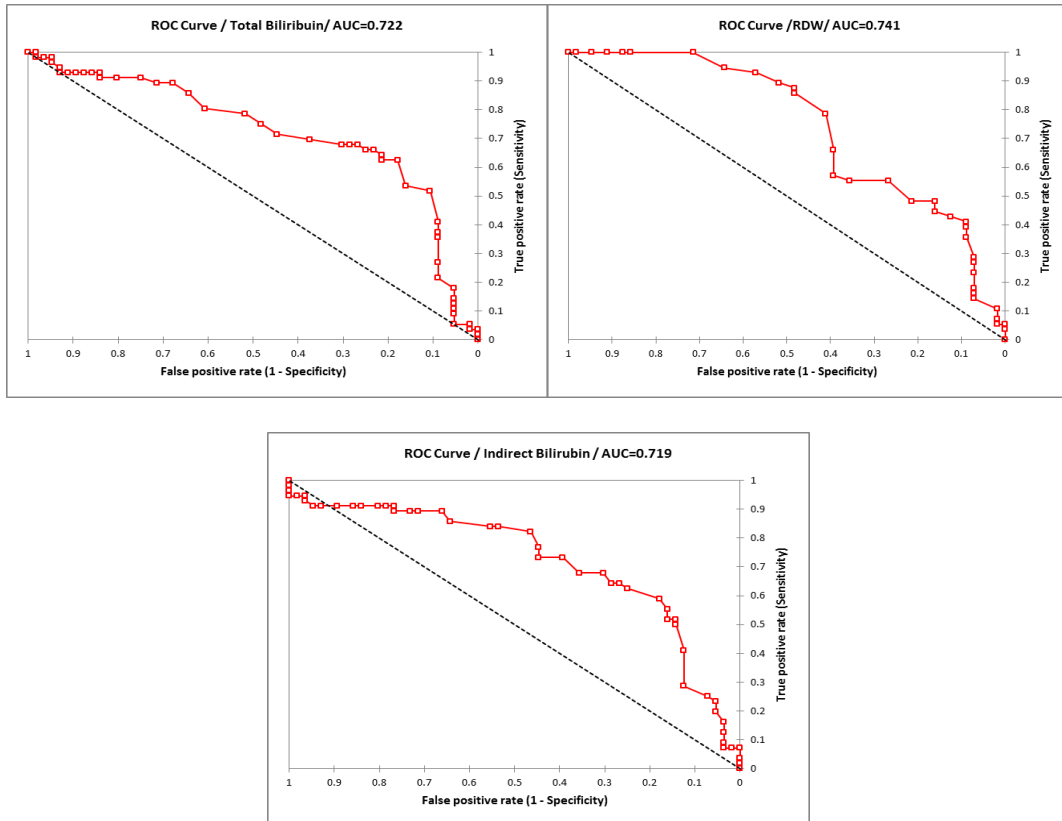 ROC Curve / Total Biliribuin/ AUC=0.722
1
0.9
0.8
0.7
0.6
0.5
0.4
0.3
0.2
0.1
0
True positive rate (Sensitivity)
1 0.9 0.8 0.7 0.6 0.5 0.4 0.3 0.2 0.1 0
False positive rate (1 - Specificity)
ROC Curve /RDW/ AUC=0.741
1
0.9
0.8
0.7
0.6
0.5
0.4
0.3
0.2
0.1
0
True positive rate (Sensitivity)
1 0.9 0.8 0.7 0.6 0.5 0.4 0.3 0.2 0.1 0
False positive rate (1 - Specificity)
ROC Curve / Indirect Bilirubin / AUC=0.719
1
0.9
0.8
0.7
0.6
0.5
0.4
0.3
0.2
0.1
0
True positive rate (Sensitivity)
1 0.9 0.8 0.7 0.6 0.5 0.4 0.3 0.2 0.1 0
False positive rate (1 - Specificity)